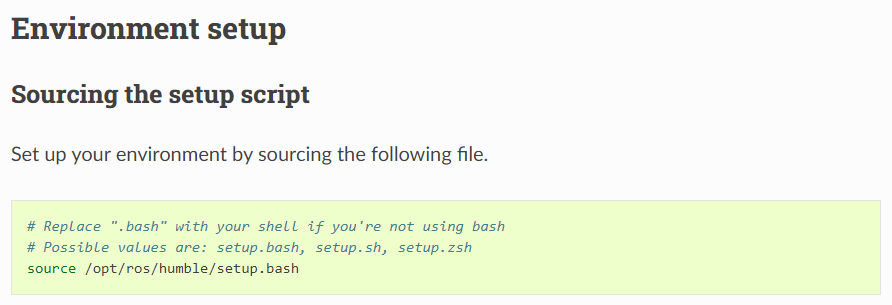 Environment setup
Sourcing the setup script
Set up your environment by sourcing the following file.
# Replace ".bash" with your shell if you're not using bash
# Possible values are: setup.bash, setup.sh, setup.zsh
source /opt/ros/humble/setup.bash